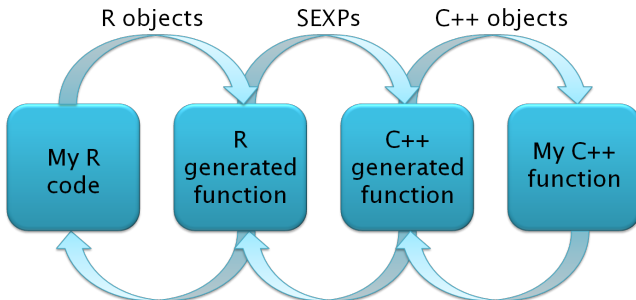 R objects
SEXPs
C++ objects
My R
code
R
generated
function
C++
generated
function
My C++
function